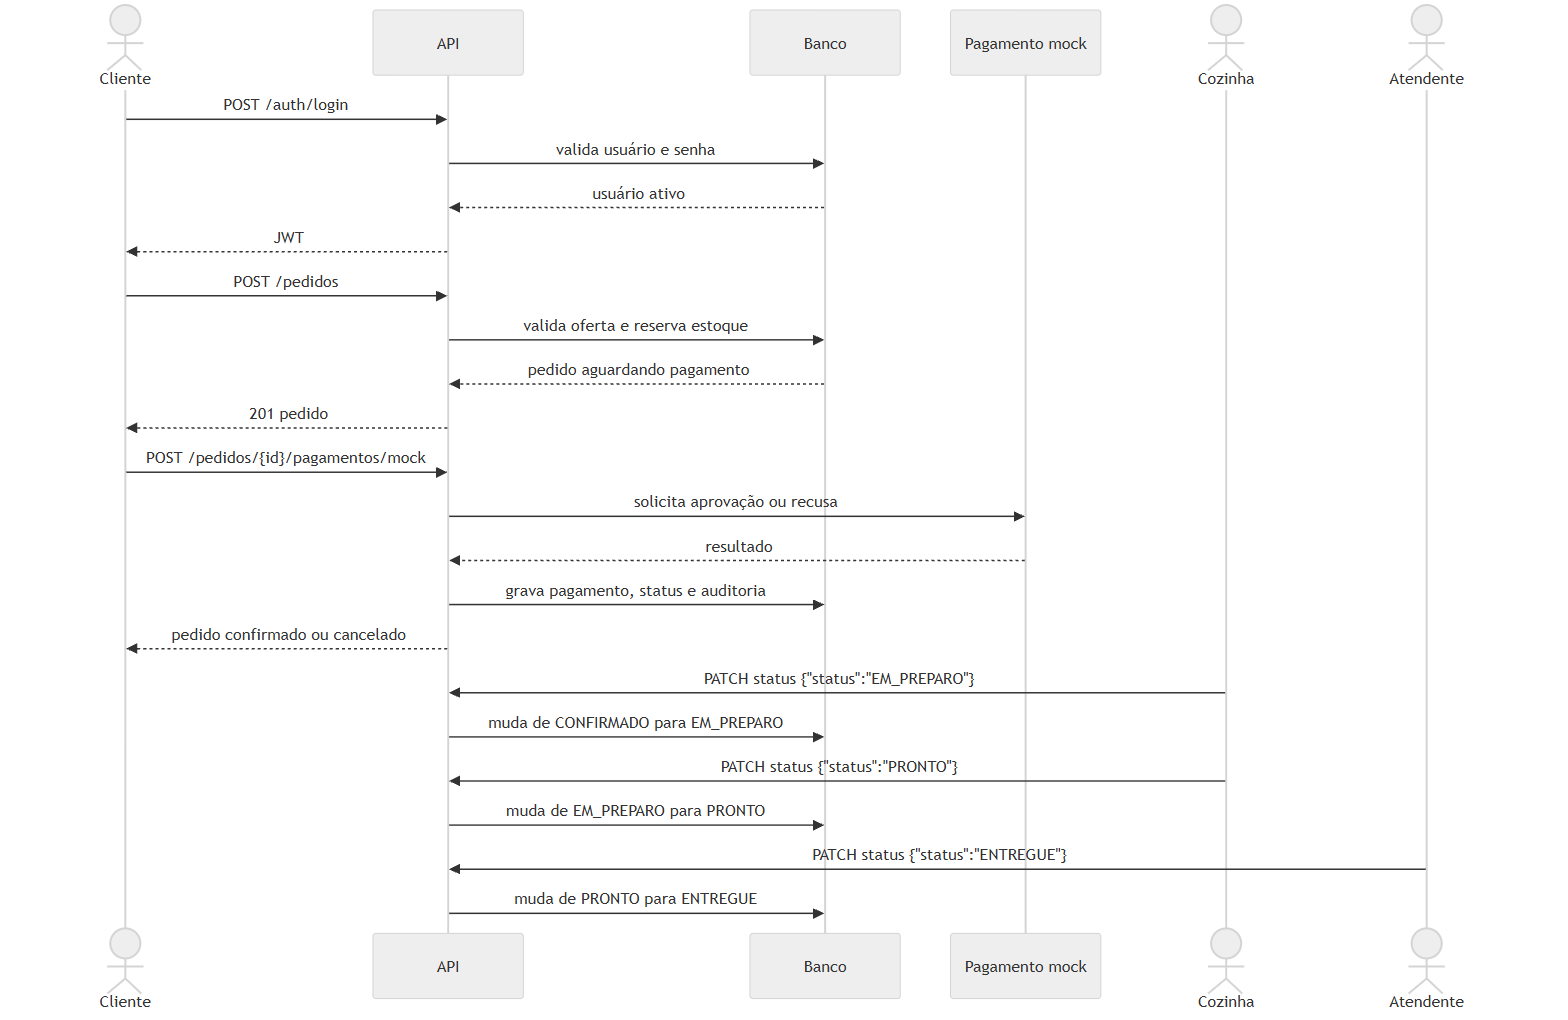 Cliente
API
Banco
Pagamento mock
Cozinha
Atendente
POST /auth/login
valida usuário e senha
usuário ativo
JWT
POST /pedidos
valida oferta e reserva estoque
pedido aguardando pagamento
201 pedido
POST /pedidos/{id}/pagamentos/mock
solicita aprovação ou recusa
resultado
grava pagamento, status e auditoria
pedido confirmado ou cancelado
PATCH status {"status":"EM_PREPARO"}
muda de CONFIRMADO para EM_PREPARO
PATCH status {"status":"PRONTO"}
muda de EM_PREPARO para PRONTO
PATCH status {"status":"ENTREGUE"}
muda de PRONTO para ENTREGUE
Cliente
API
Banco
Pagamento mock
Cozinha
Atendente